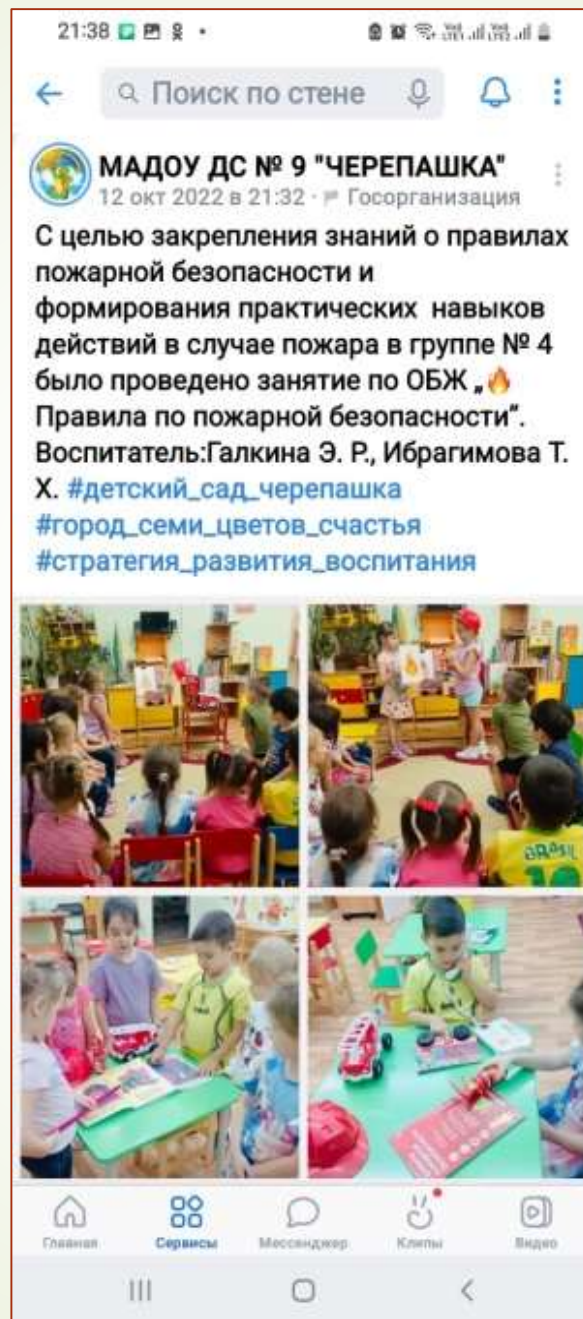 21:38
Поиск по стене
МАДОУ ДС № 9 "ЧЕРЕПАШКА"
12 окт 2022 в 21:32 · Госорганизация
С целью закрепления знаний о правилах
пожарной безопасности и
формирования практических навыков
действий в случае пожара в группе № 4
было проведено занятие по ОБЖ „🔥
Правила по пожарной безопасности“.
Воспитатель:Галкина Э. Р., Ибрагимова Т.
Х. #детский_сад_черепашка
#город_семи_цветов_счастья
#стратегия_развития_воспитания
BRASIL
10
Главная
Сервисы
Мессенджер
Клипы
Видео